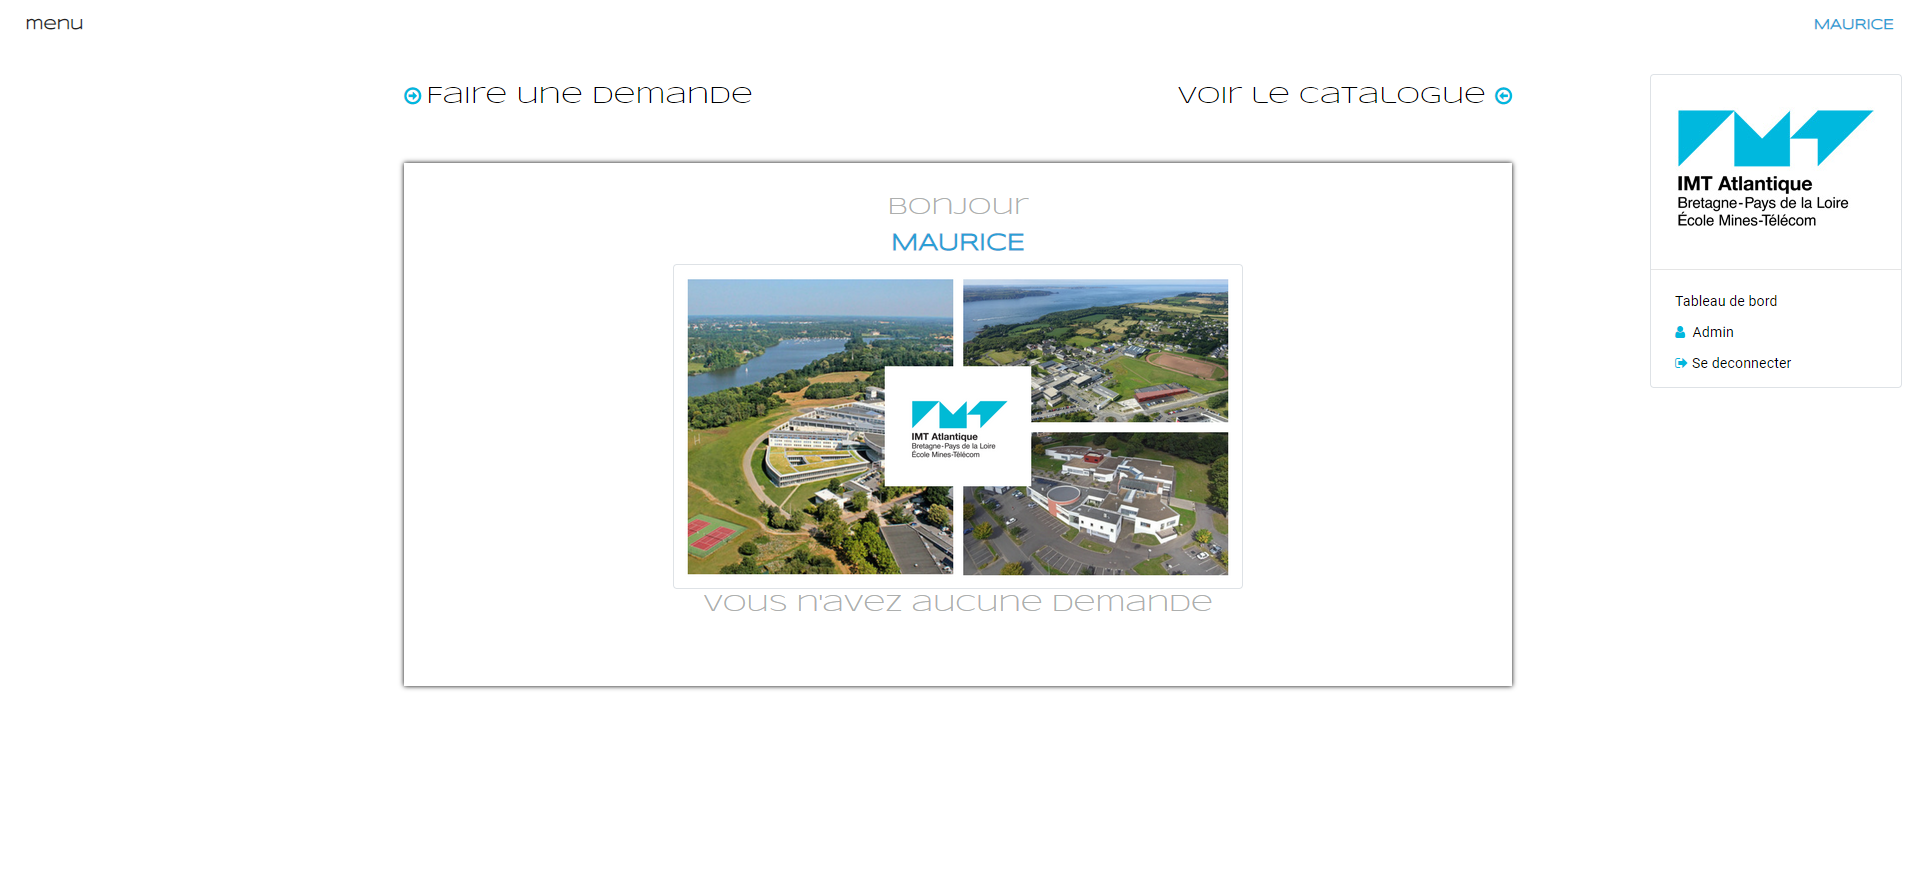 menu
MAURICE
Faire une demande
Voir le catalogue
Bonjour
MAURICE
IMT Atlantique
Bretagne-Pays de la Loire
École Mines-Télécom
Vous n'avez aucune demande
IMT Atlantique
Bretagne-Pays de la Loire
École Mines-Télécom
Tableau de bord
Admin
Se deconnecter